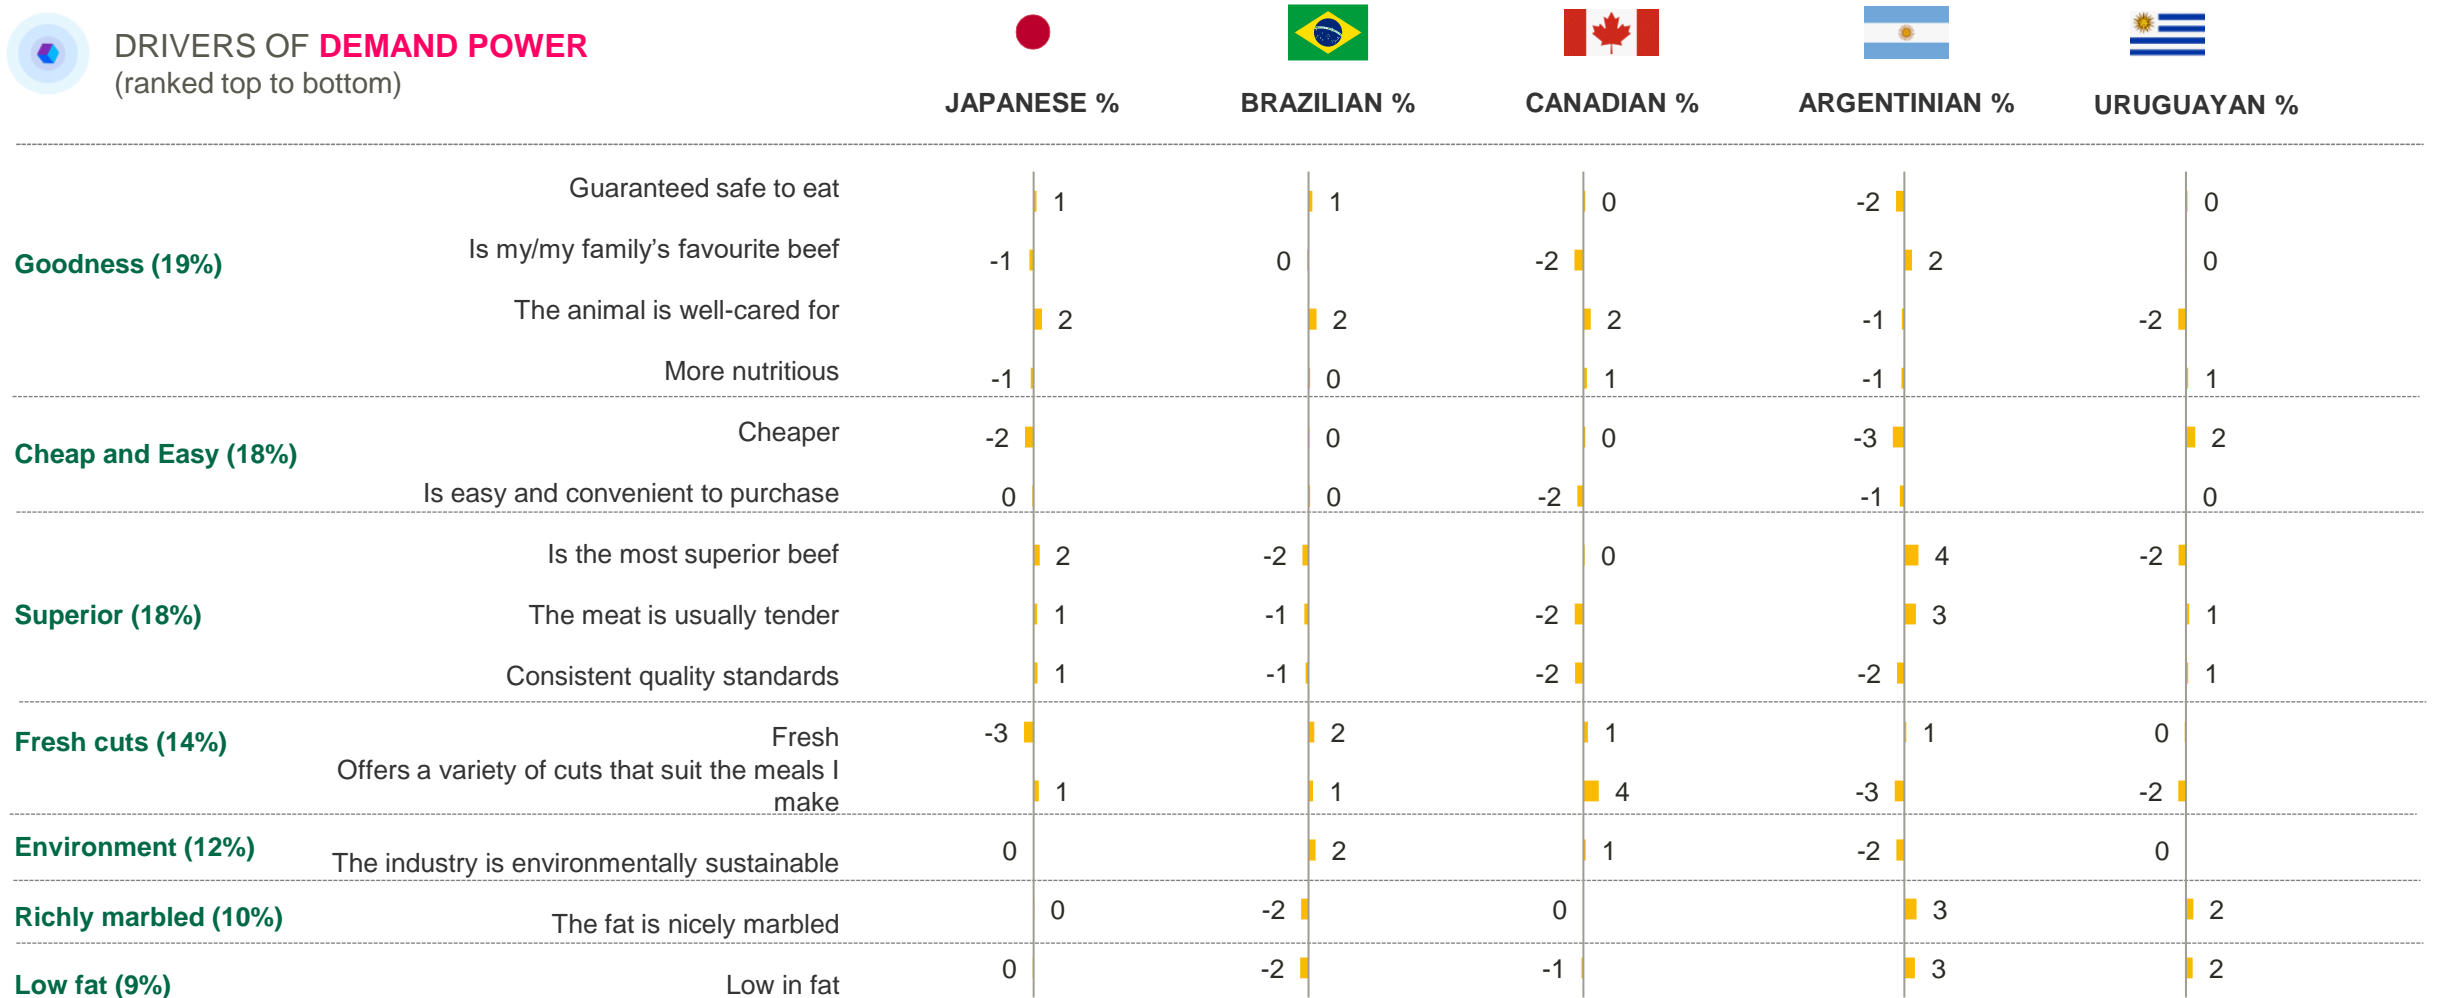 DRIVERS OF DEMAND POWER
(ranked top to bottom)
JAPANESE %
BRAZILIAN %
CANADIAN %
ARGENTINIAN %
URUGUAYAN %
Goodness (19%)
Guaranteed safe to eat 1 1 0 -2 0
Is my/my family’s favourite beef -1 0 -2 2 0
The animal is well-cared for 2 2 2 -1 -2
More nutritious -1 0 1 -1 1
Cheap and Easy (18%)
Cheaper -2 0 0 -3 2
Is easy and convenient to purchase 0 0 -2 -1 0
Superior (18%)
Is the most superior beef 2 -2 0 4 -2
The meat is usually tender 1 -1 -2 3 1
Consistent quality standards 1 -1 -2 -2 1
Fresh cuts (14%)
Fresh -3 2 1 1 0
Offers a variety of cuts that suit the meals I
make 1 1 4 -3 -2
Environment (12%)
The industry is environmentally sustainable 0 2 1 -2 0
Richly marbled (10%)
The fat is nicely marbled 0 -2 0 3 2
Low fat (9%)
Low in fat 0 -2 -1 3 2